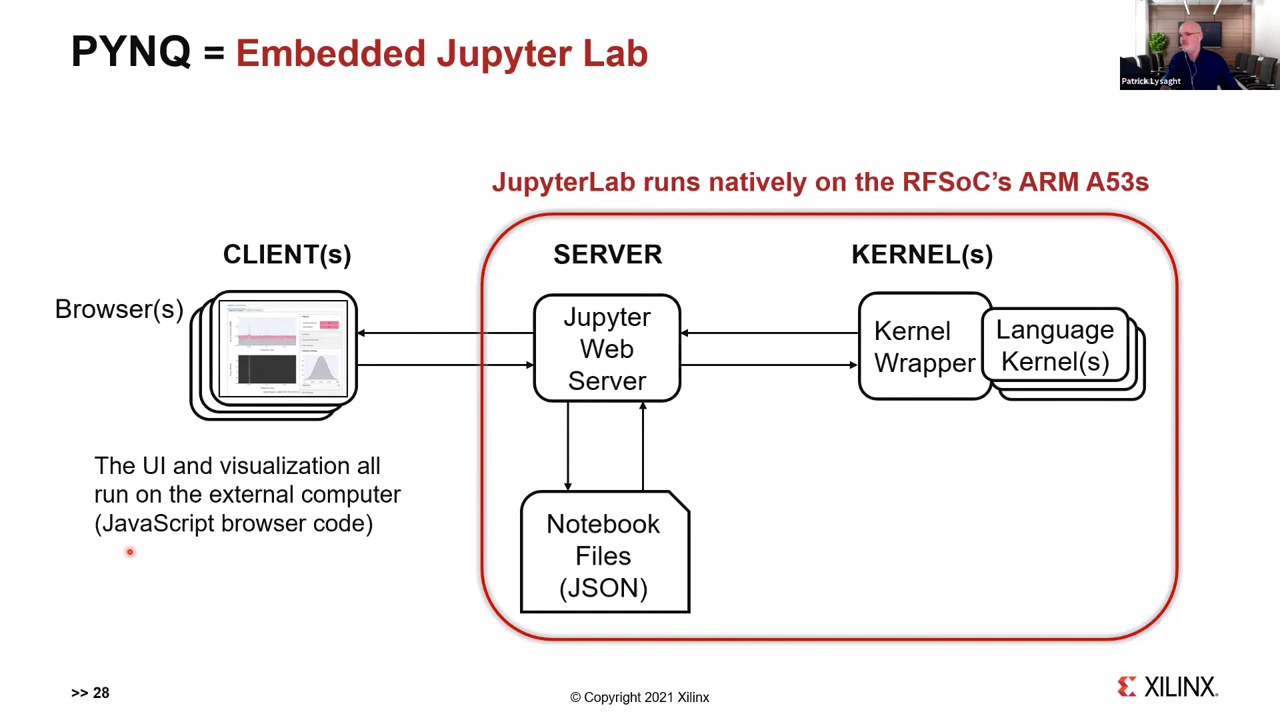 PYNQ = Embedded Jupyter Lab
Patrick Lysaght
JupyterLab runs natively on the RFSoC’s ARM A53s
CLIENT(s)
SERVER
KERNEL(s)
Browser(s)
Jupyter
Web
Server
Kernel
Wrapper
Language
Kernel(s)
The UI and visualization all
run on the external computer
(JavaScript browser code)
Notebook
Files
(JSON)
>> 28
© Copyright 2021 Xilinx
XILINX.